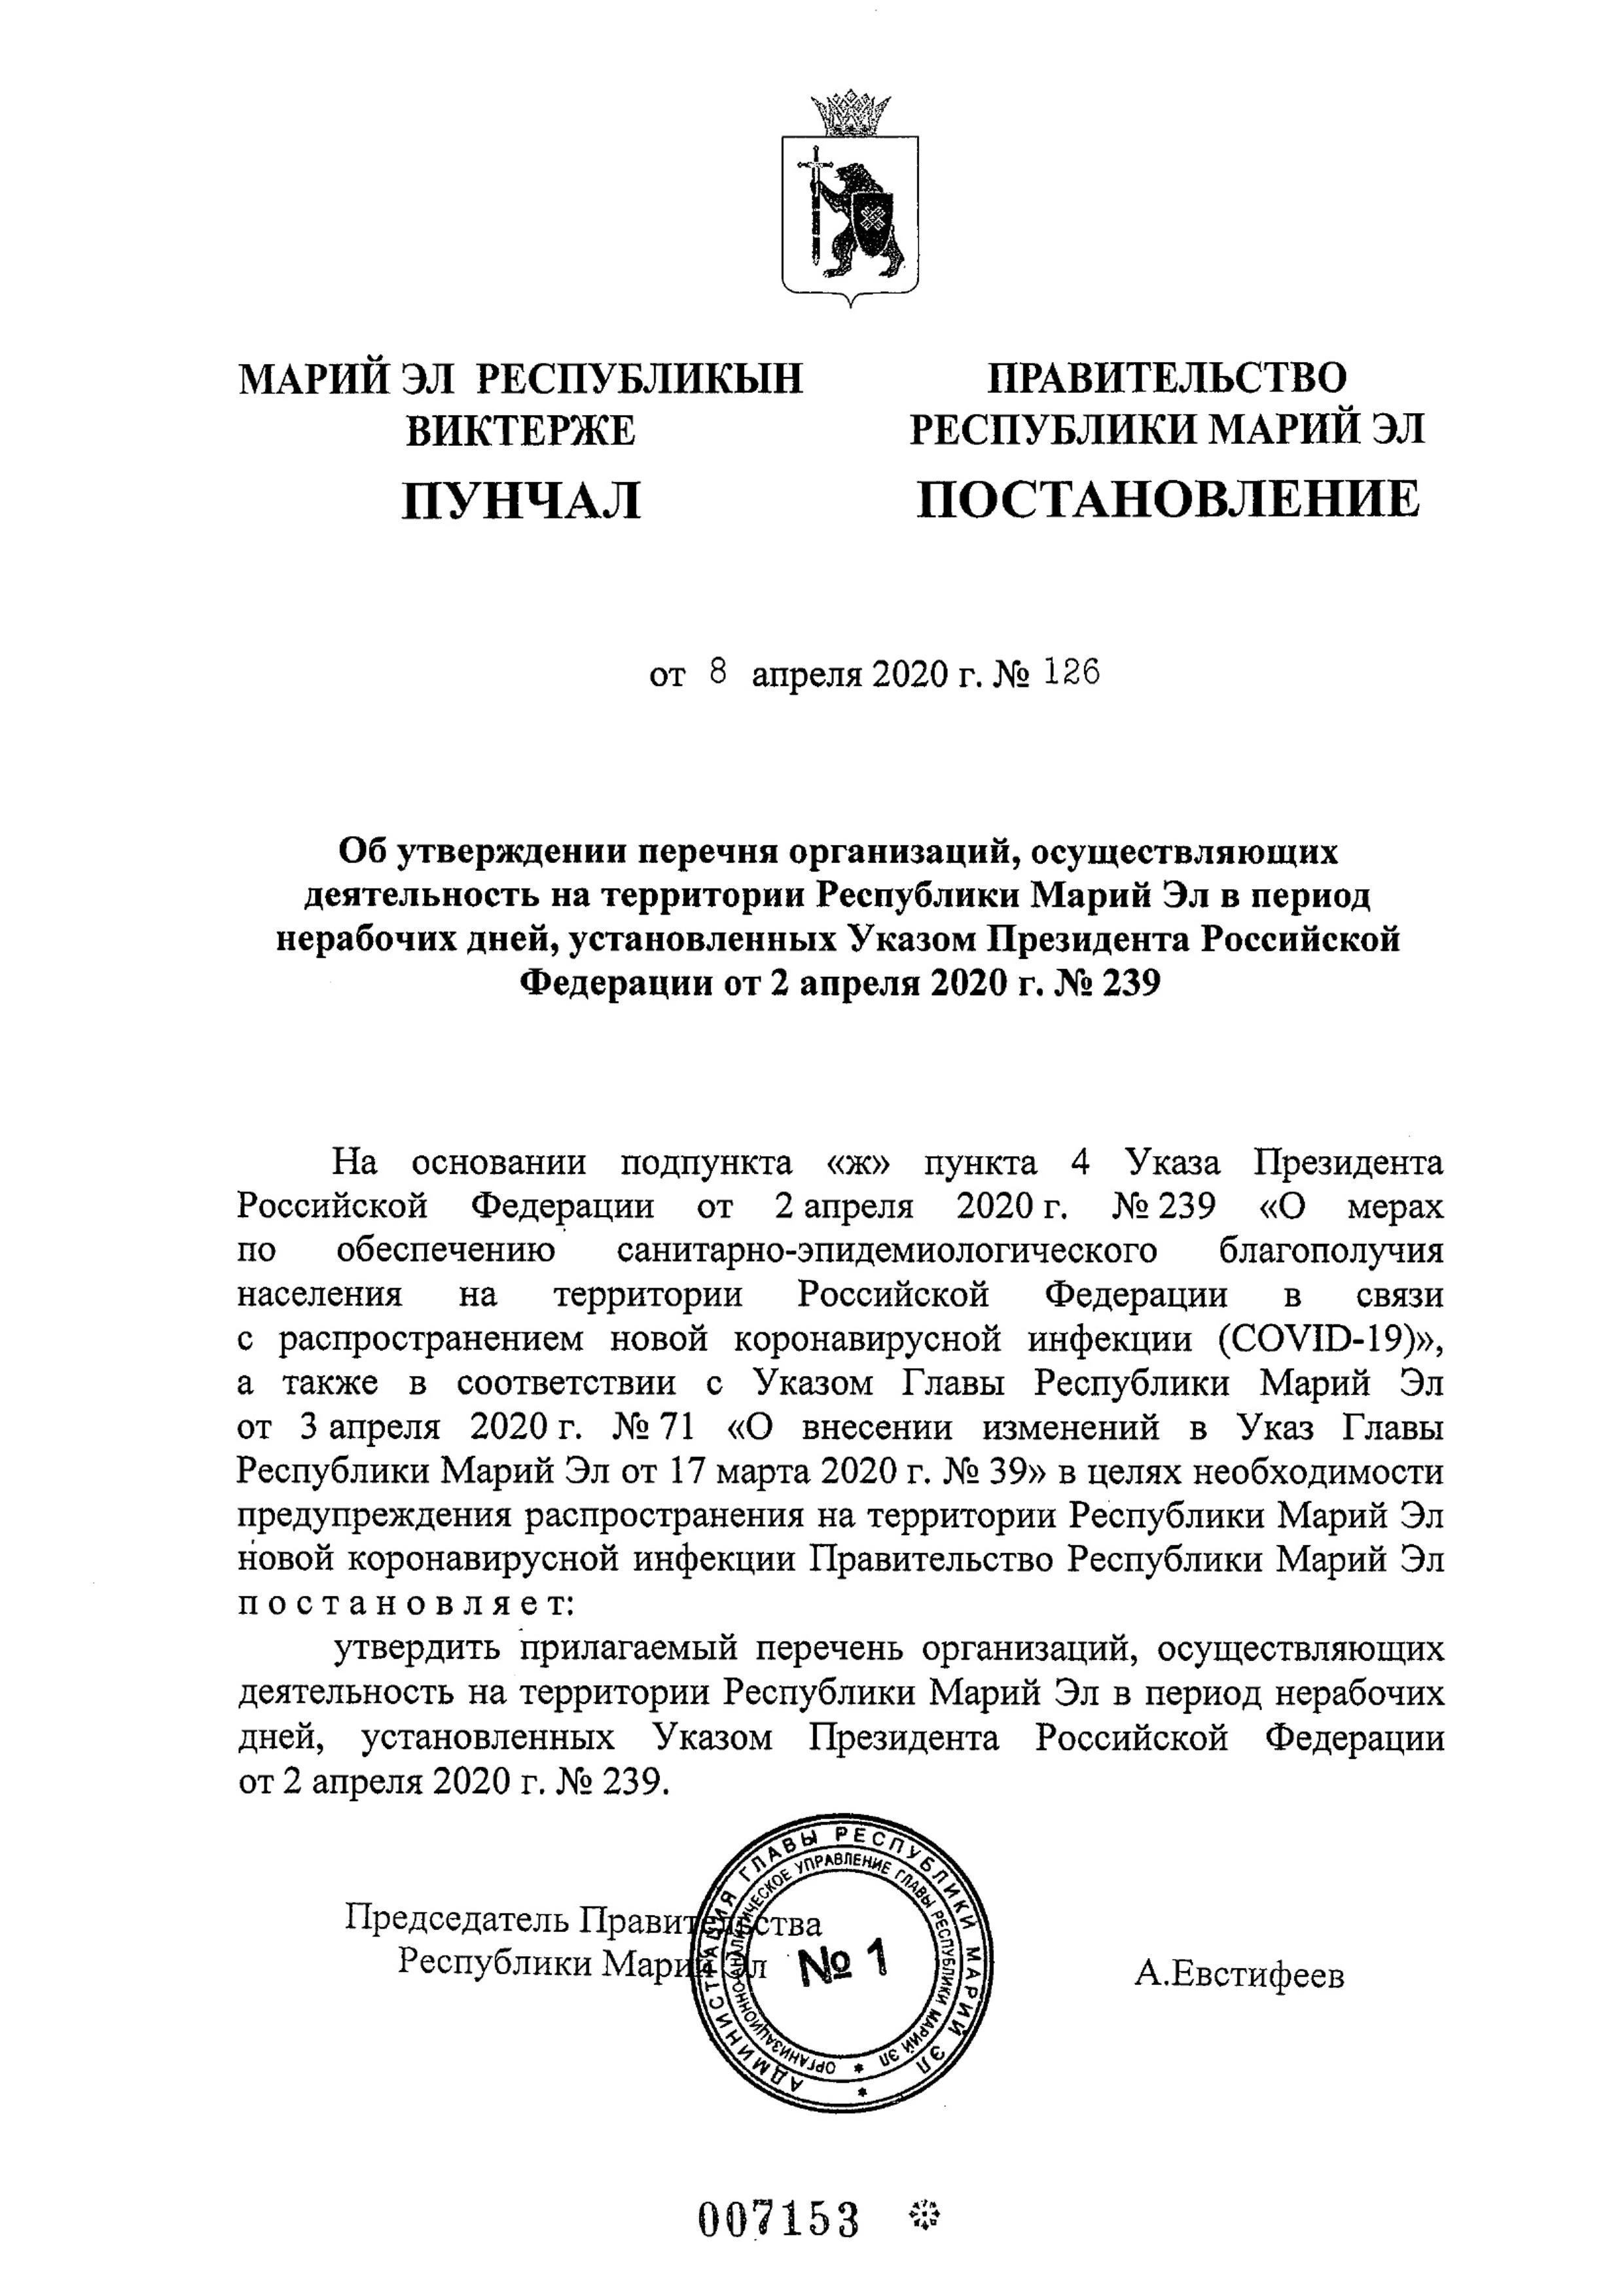 МАРИЙ ЭЛ РЕСПУБЛИКЫН
ВИКТЕРЖЕ
ПУНЧАЛ
ПРАВИТЕЛЬСТВО
РЕСПУБЛИКИ МАРИЙ ЭЛ
ПОСТАНОВЛЕНИЕ
от 8 апреля 2020 г. № 126
Об утверждении перечня организаций, осуществляющих
деятельность на территории Республики Марий Эл в период
нерабочих дней, установленных Указом Президента Российской
Федерации от 2 апреля 2020 г. № 239
На основании подпункта «ж» пункта 4 Указа Президента
Российской Федерации от 2 апреля 2020 г. № 239 «О мерах
по обеспечению санитарно-эпидемиологического благополучия
населения на территории Российской Федерации в связи
с распространением новой коронавирусной инфекции (COVID-19)»,
а также в соответствии с Указом Главы Республики Марий Эл
от 3 апреля 2020 г. № 71 «О внесении изменений в Указ Главы
Республики Марий Эл от 17 марта 2020 г. № 39» в целях необходимости
предупреждения распространения на территории Республики Марий Эл
новой коронавирусной инфекции Правительство Республики Марий Эл
п о с т а н о в л я е т:
утвердить прилагаемый перечень организаций, осуществляющих
деятельность на территории Республики Марий Эл в период нерабочих
дней, установленных Указом Президента Российской Федерации
от 2 апреля 2020 г. № 239.
Председатель Правительства
Республики Марий Эл
А.Евстифеев
АДМИНИСТРАЦИЯ ГЛАВЫ РЕСПУБЛИКИ МАРИЙ ЭЛ *
ОРГАНИЗАЦИОННО-АНАЛИТИЧЕСКОЕ УПРАВЛЕНИЕ ГЛАВЫ РЕСПУБЛИКИ МАРИЙ ЭЛ *
№ 1
007153